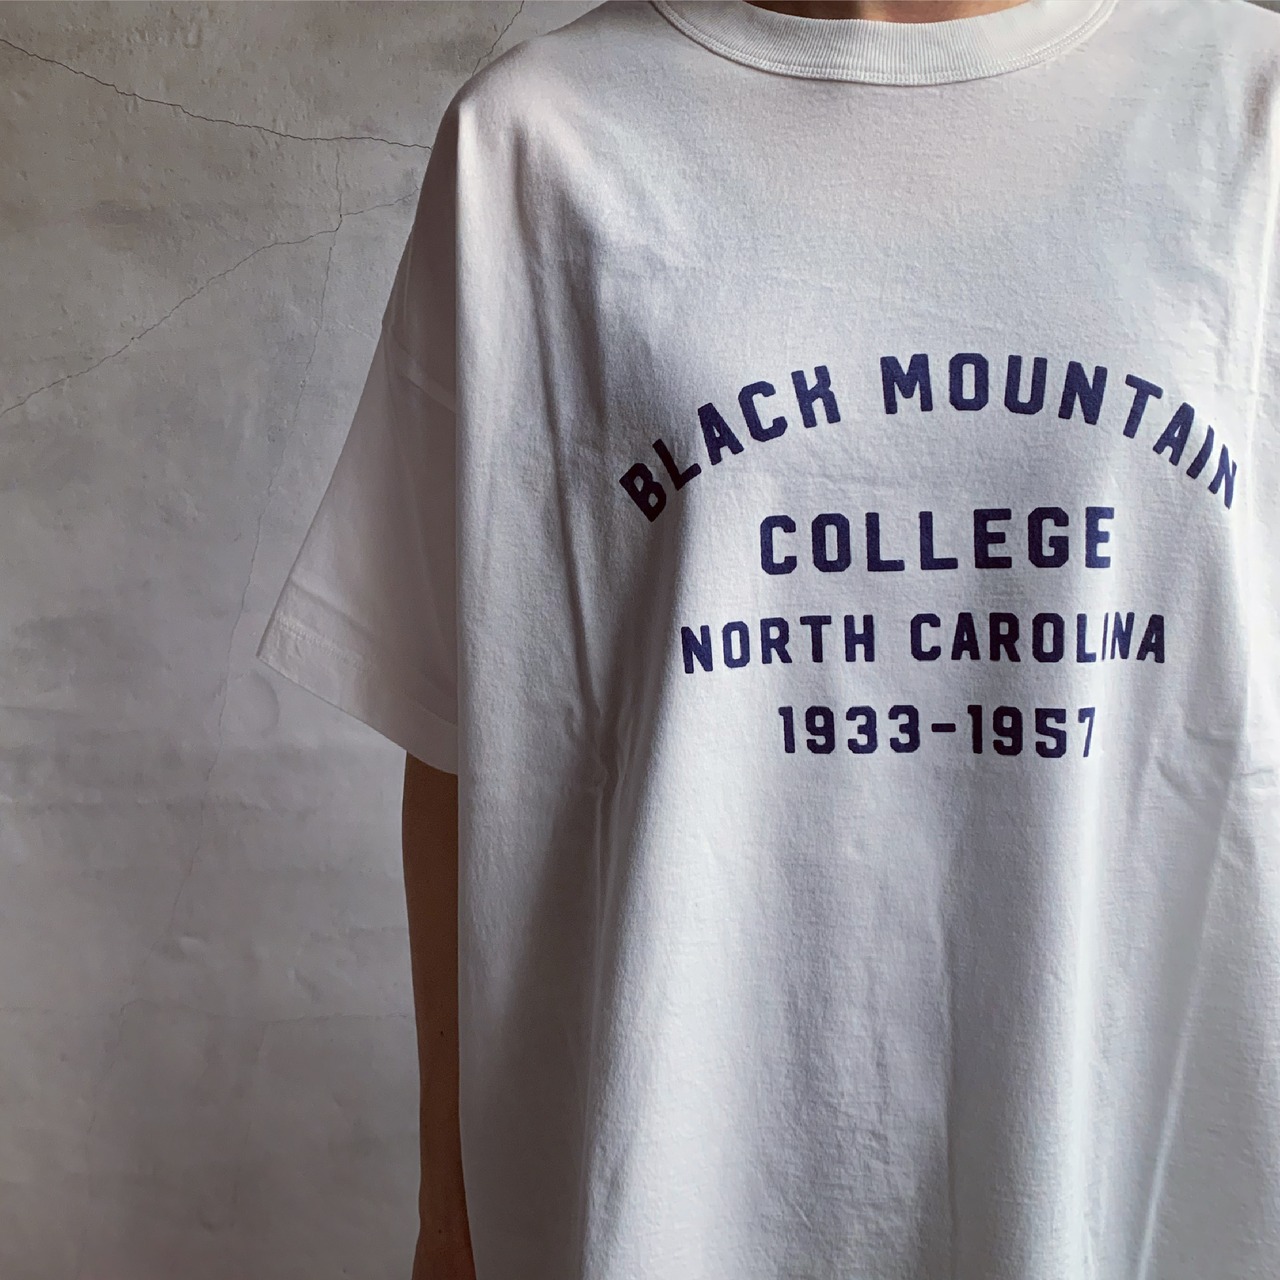 BLACK MOUNTAIN
COLLEGE
NORTH CAROLINA
1933-1957